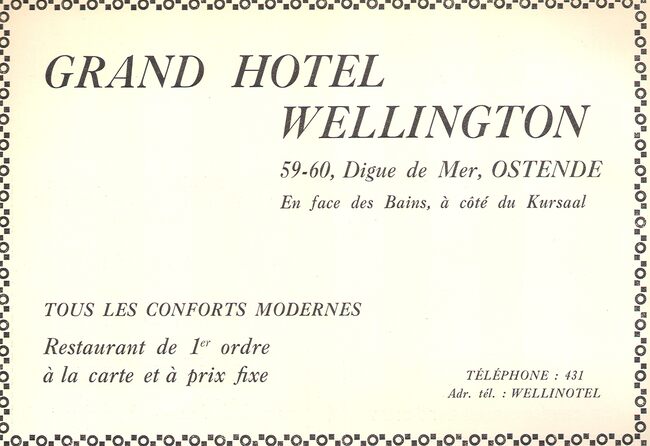 GRAND HOTEL
WELLINGTON
59-60, Digue de Mer, OSTENDE
En face des Bains, à côté du Kursaal
TOUS LES CONFORTS MODERNES
Restaurant de 1er ordre
à la carte et à prix fixe
TÉLÉPHONE : 431
Adr. tél. : WELLINOTEL